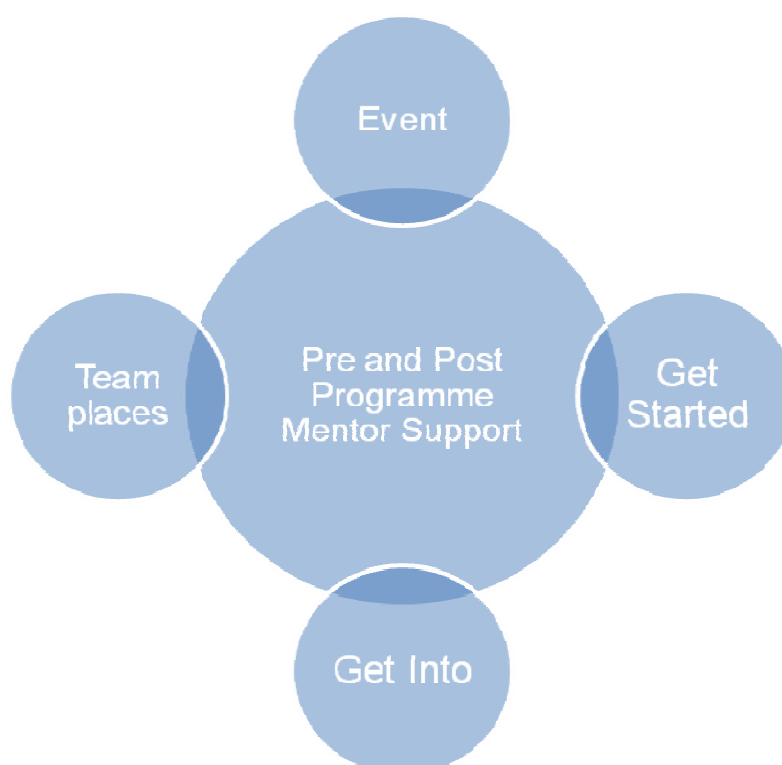 Event
Team
places
Pre and Post
Programme
Mentor Support
Get
Started
Get Into